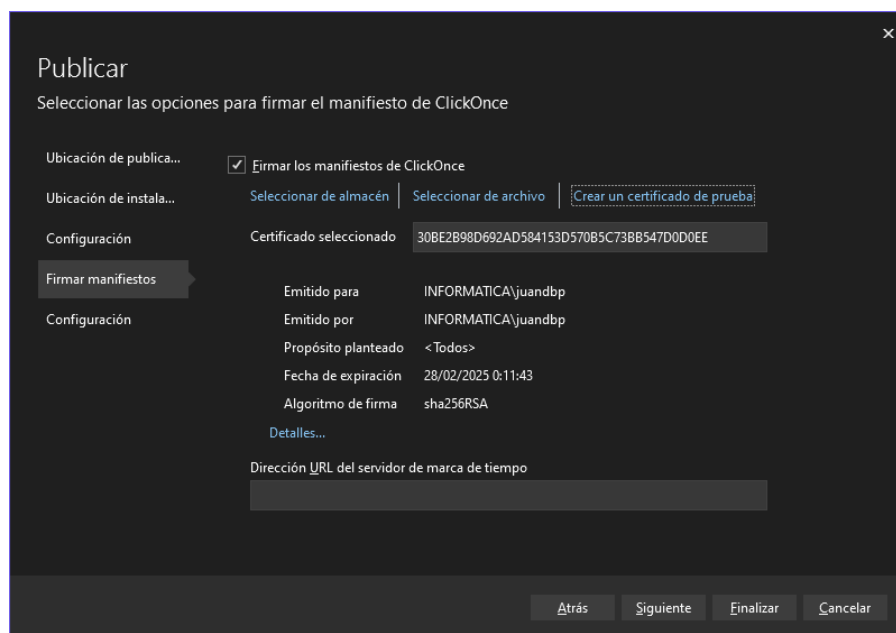 ×
Publicar
Seleccionar las opciones para firmar el manifiesto de ClickOnce
Ubicación de publica...
Ubicación de instala...
Configuración
Firmar manifiestos
Configuración
Firmar los manifiestos de ClickOnce
Seleccionar de almacén Seleccionar de archivo Crear un certificado de prueba
Certificado seleccionado 30BE2B98D692AD584153D570B5C73BB547D0D0EE
Emitido para INFORMATICA\juandbp
Emitido por INFORMATICA\juandbp
Propósito planteado <Todos>
Fecha de expiración 28/02/2025 0:11:43
Algoritmo de firma sha256RSA
Detalles...
Dirección URL del servidor de marca de tiempo
Atrás Siguiente Finalizar Cancelar